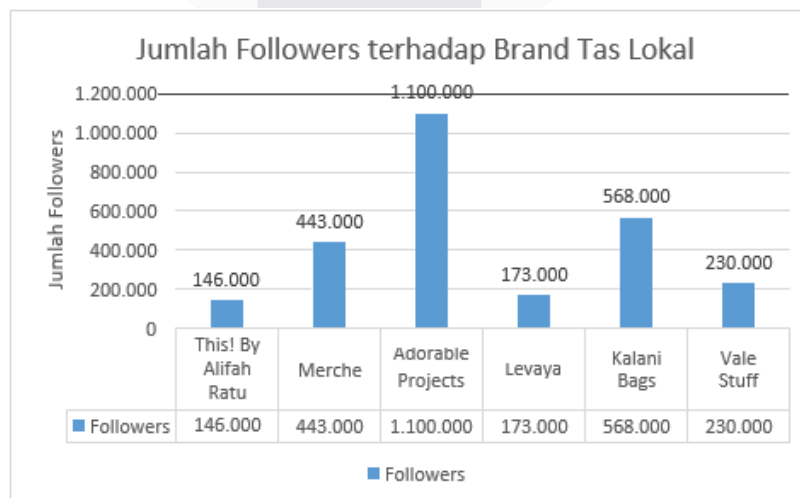 Jumlah Followers terhadap Brand Tas Lokal
Jumlah Followers
1.200.000
1.000.000
800.000
600.000
400.000
200.000
0
146.000
443.000
1.100.000
173.000
568.000
230.000
This! By Alifah Ratu
Merche
Adorable Projects
Levaya
Kalani Bags
Vale Stuff
Followers 146.000 443.000 1.100.000 173.000 568.000 230.000
Followers